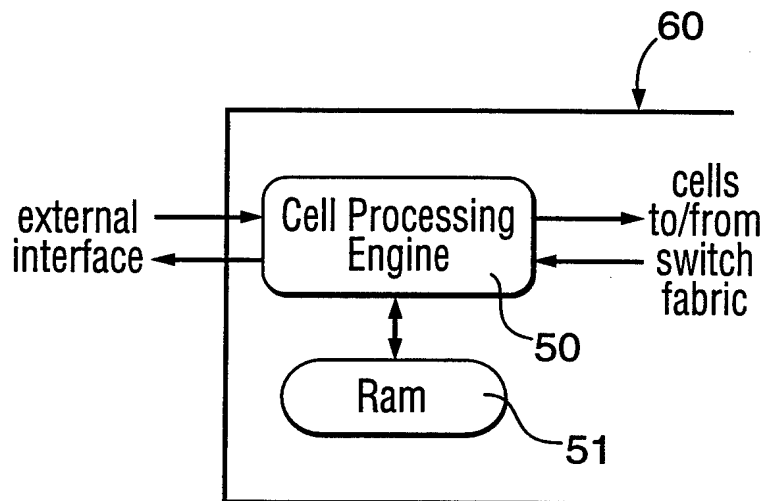 60
external
interface
Cell Processing
Engine
50
cells
to/from
switch
fabric
Ram
51